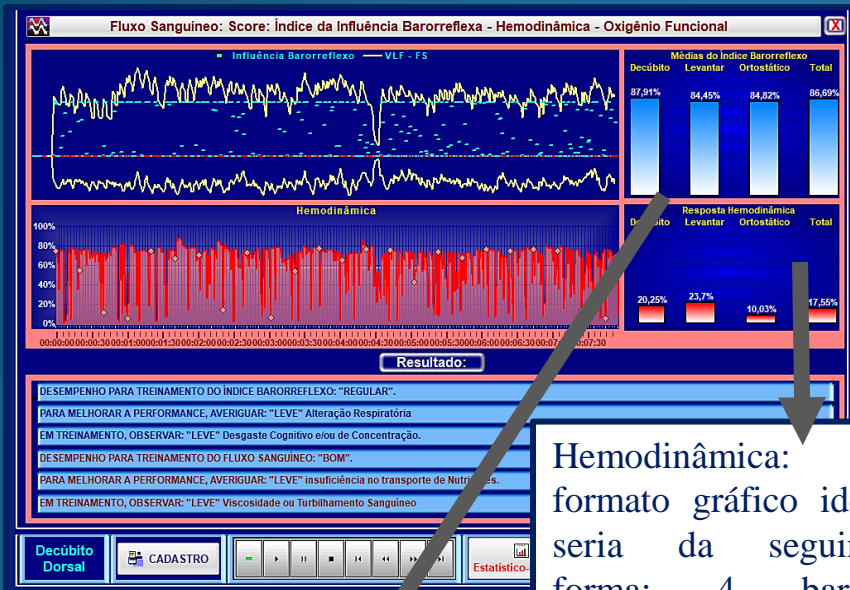 Fluxo Sanguineo: Score: Índice da Influência Barorreflexa - Hemodinâmica - Oxigênio Funcional
Influência Barorreflexo VLF - FS
Médias do Índice Barorreflexo
Decúbito Levantar Ortostático Total
87,91% 84,45% 84,82% 86,69%
Hemodinâmica
100%
80%
60%
40%
20%
0%
Resposta Hemodinâmica
Levantar Ortostático Total
20,25% 23,7% 10,03% 17,55%
Resultado:
DESEMPENHO PARA TREINAMENTO DO ÍNDICE BARORREFLEXO: "REGULAR".
PARA MELHORAR A PERFORMANCE, AVERIGUAR: "LEVE" Alteração Respiratória
EM TREINAMENTO, OBSERVAR: "LEVE" Desgaste Cognitivo e/ou de Concentração.
DESEMPENHO PARA TREINAMENTO DO FLUXO SANGUÍNEO: "BOM".
PARA MELHORAR A PERFORMANCE, AVERIGUAR: "LEVE" insuficiência no transporte de
EM TREINAMENTO, OBSERVAR: "LEVE" Viscosidade ou Turbilhamento Sanguíneo
Decúbito
Dorsal
CADASTRO
Hemodinâmica:
formato gráfico
seria da
forma: 4